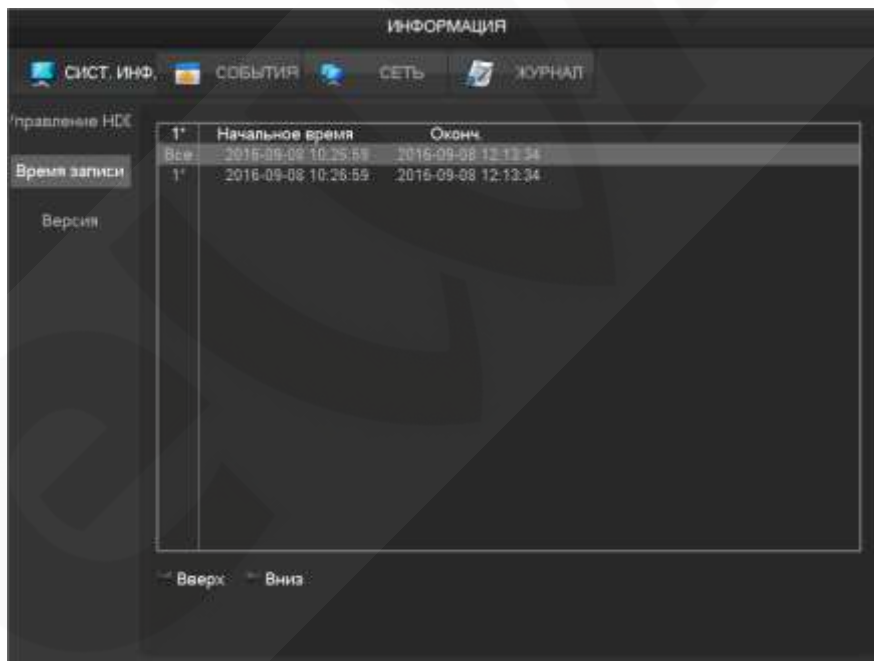 ИНФОРМАЦИЯ
СИСТ. ИНФ. СОБЫТИЯ СЕТЬ ЖУРНАЛ
Управление HDD
Время записи
Версия
1* Начальное время Оконч.
Все 2016-09-08 10:26:59 2016-09-08 12:13:34
1* 2016-09-08 10:26:59 2016-09-08 12:13:34
Вверх Вниз